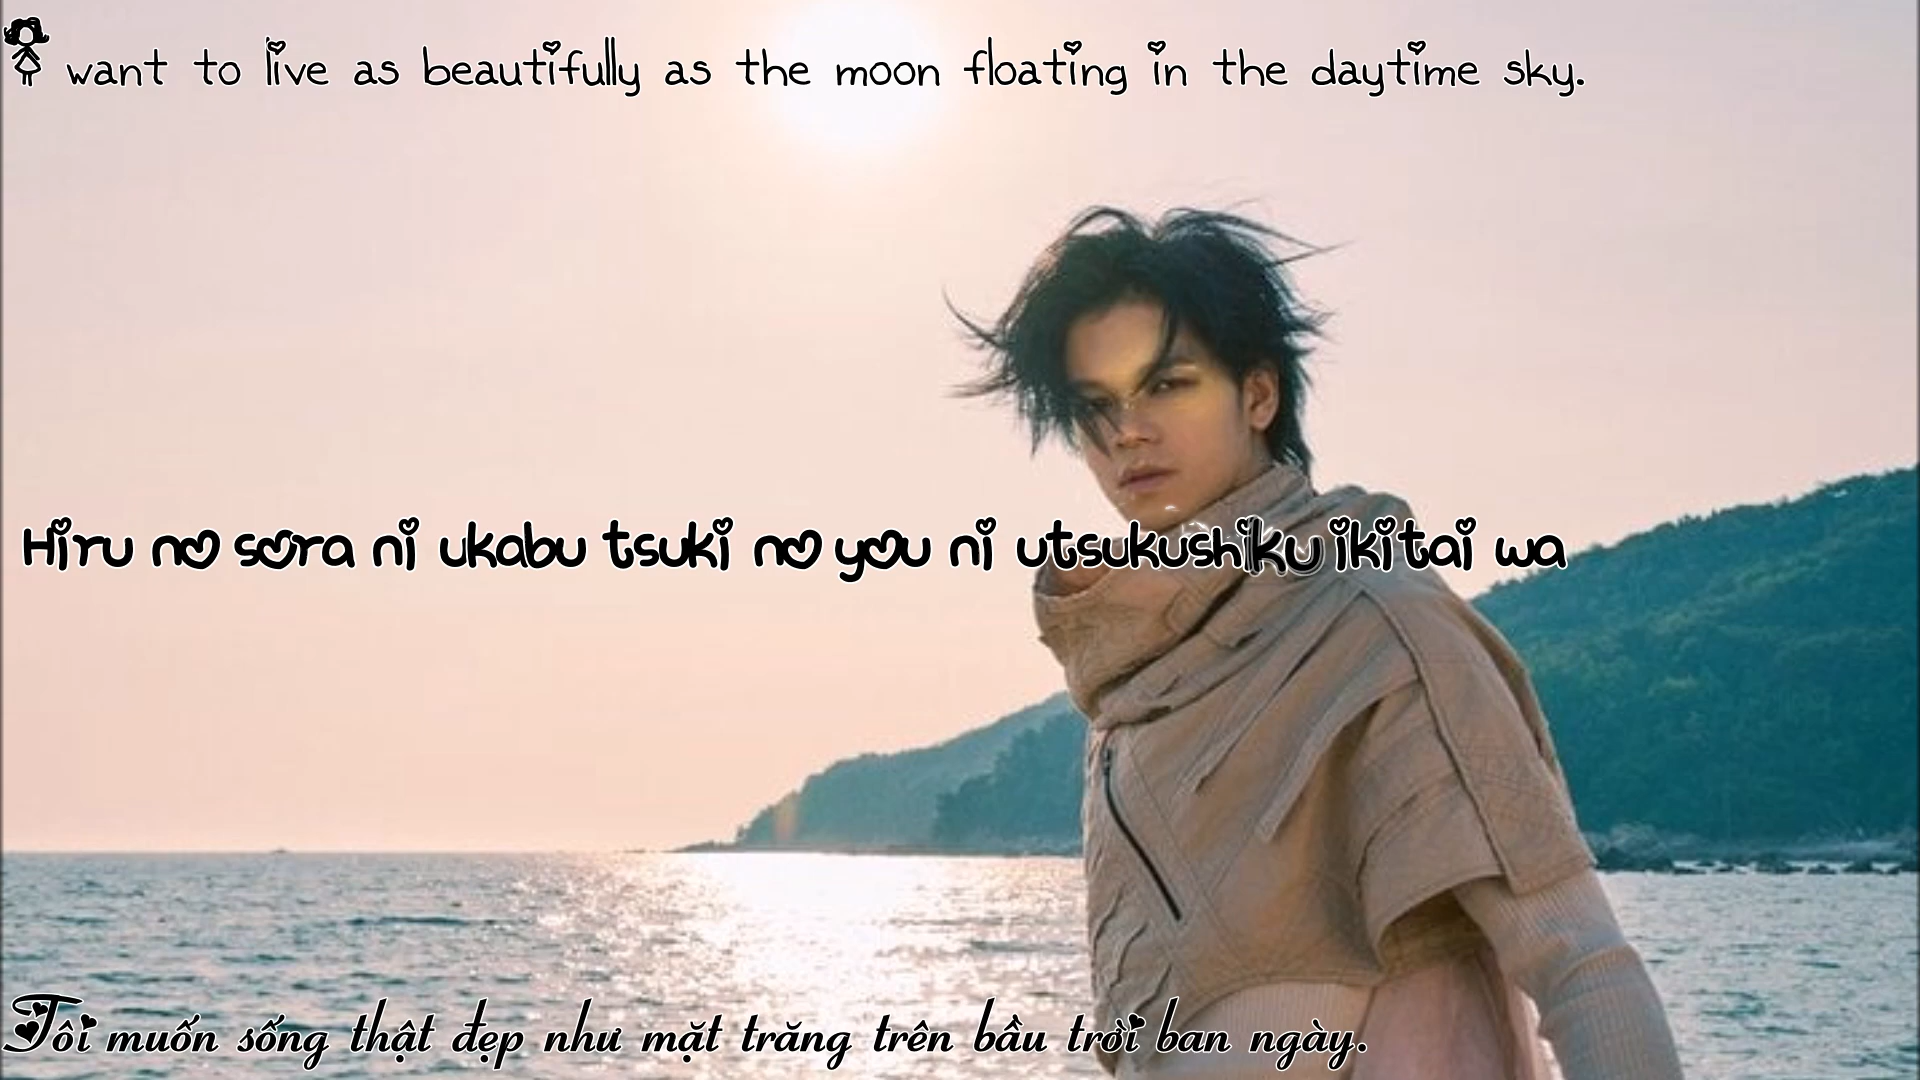 I want to live as beautifully as the moon floating in the daytime sky.
Hiru no sora ni ukabu tsuki no you ni utsukushiku ikitai wa
Tôi muốn sống thật đẹp như mặt trăng trên bầu trời ban ngày.